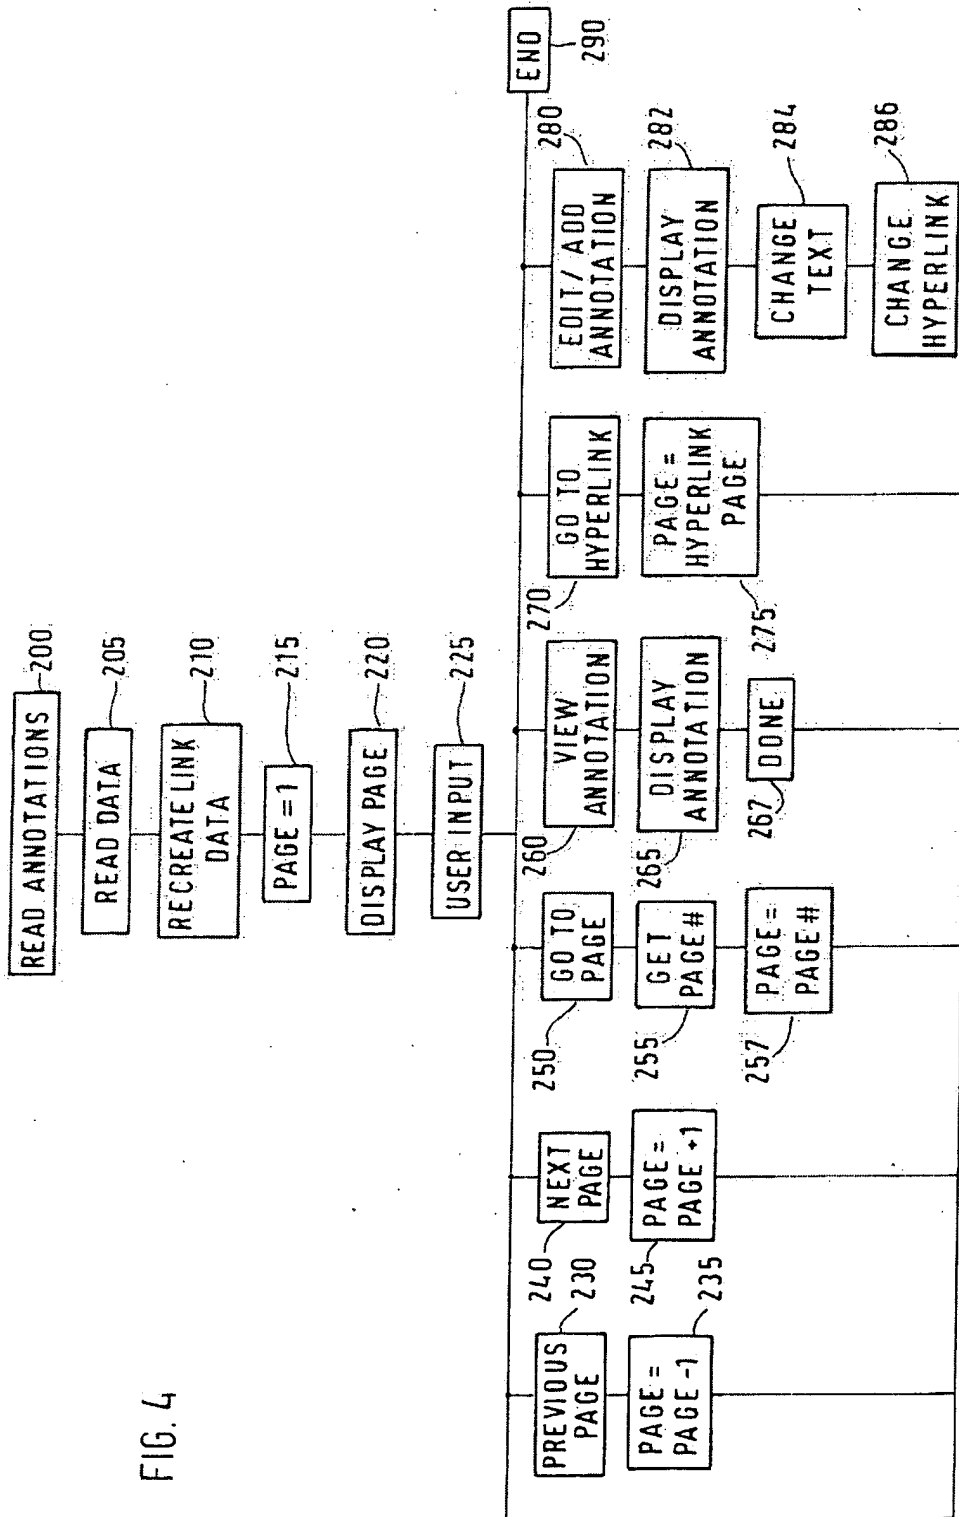 READ ANNOTATIONS
200
READ DATA
205
RECREATE LINK
DATA
210
PAGE = 1
215
DISPLAY PAGE
220
USER INPUT
225
PREVIOUS
PAGE
230
PAGE =
PAGE -1
235
NEXT
PAGE
240
PAGE =
PAGE +1
245
GO TO
PAGE
250
GET
PAGE #
255
PAGE =
PAGE #
257
VIEW
ANNOTATION
260
DISPLAY
ANNOTATION
265
DONE
267
GO TO
HYPERLINK
270
PAGE =
HYPERLINK
PAGE
275
EDIT/ ADD
ANNOTATION
280
DISPLAY
ANNOTATION
282
CHANGE
TEXT
284
CHANGE
HYPERLINK
286
END
290
FIG. 4